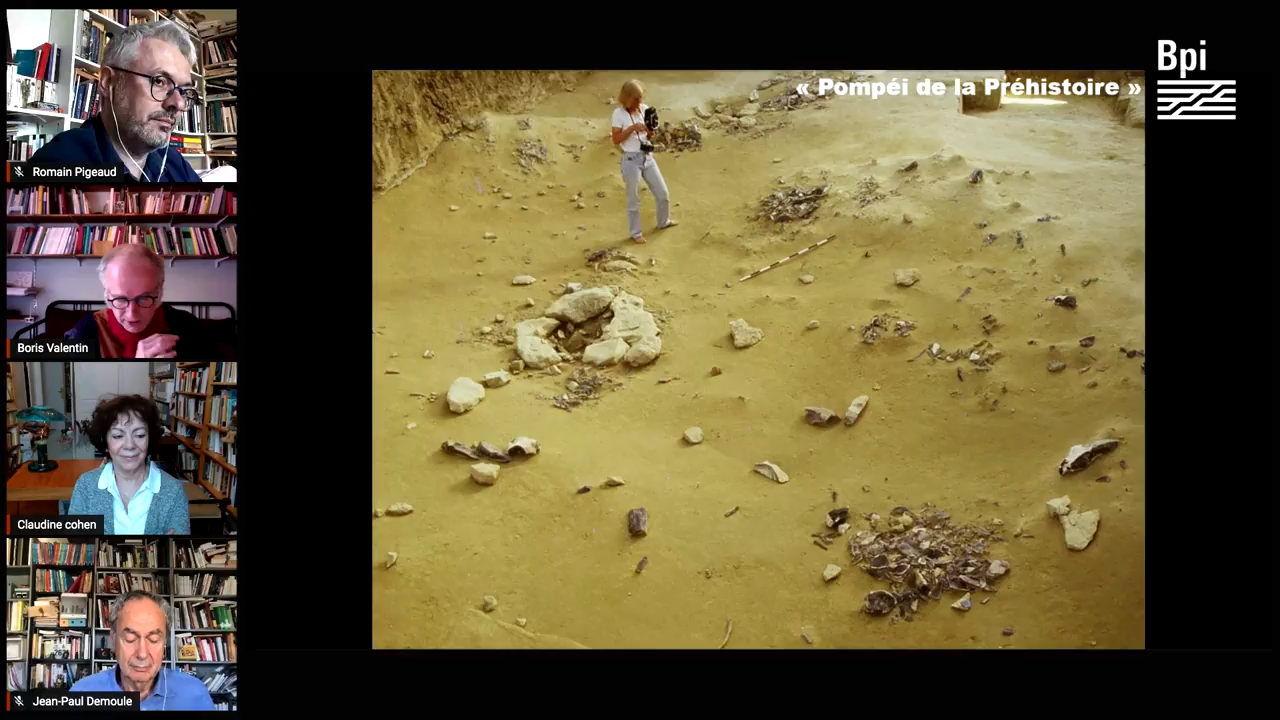 Romain Pigeaud
Boris Valentin
Claudine cohen
Jean-Paul Demoule
« Pompéi de la Préhistoire »
Bpi